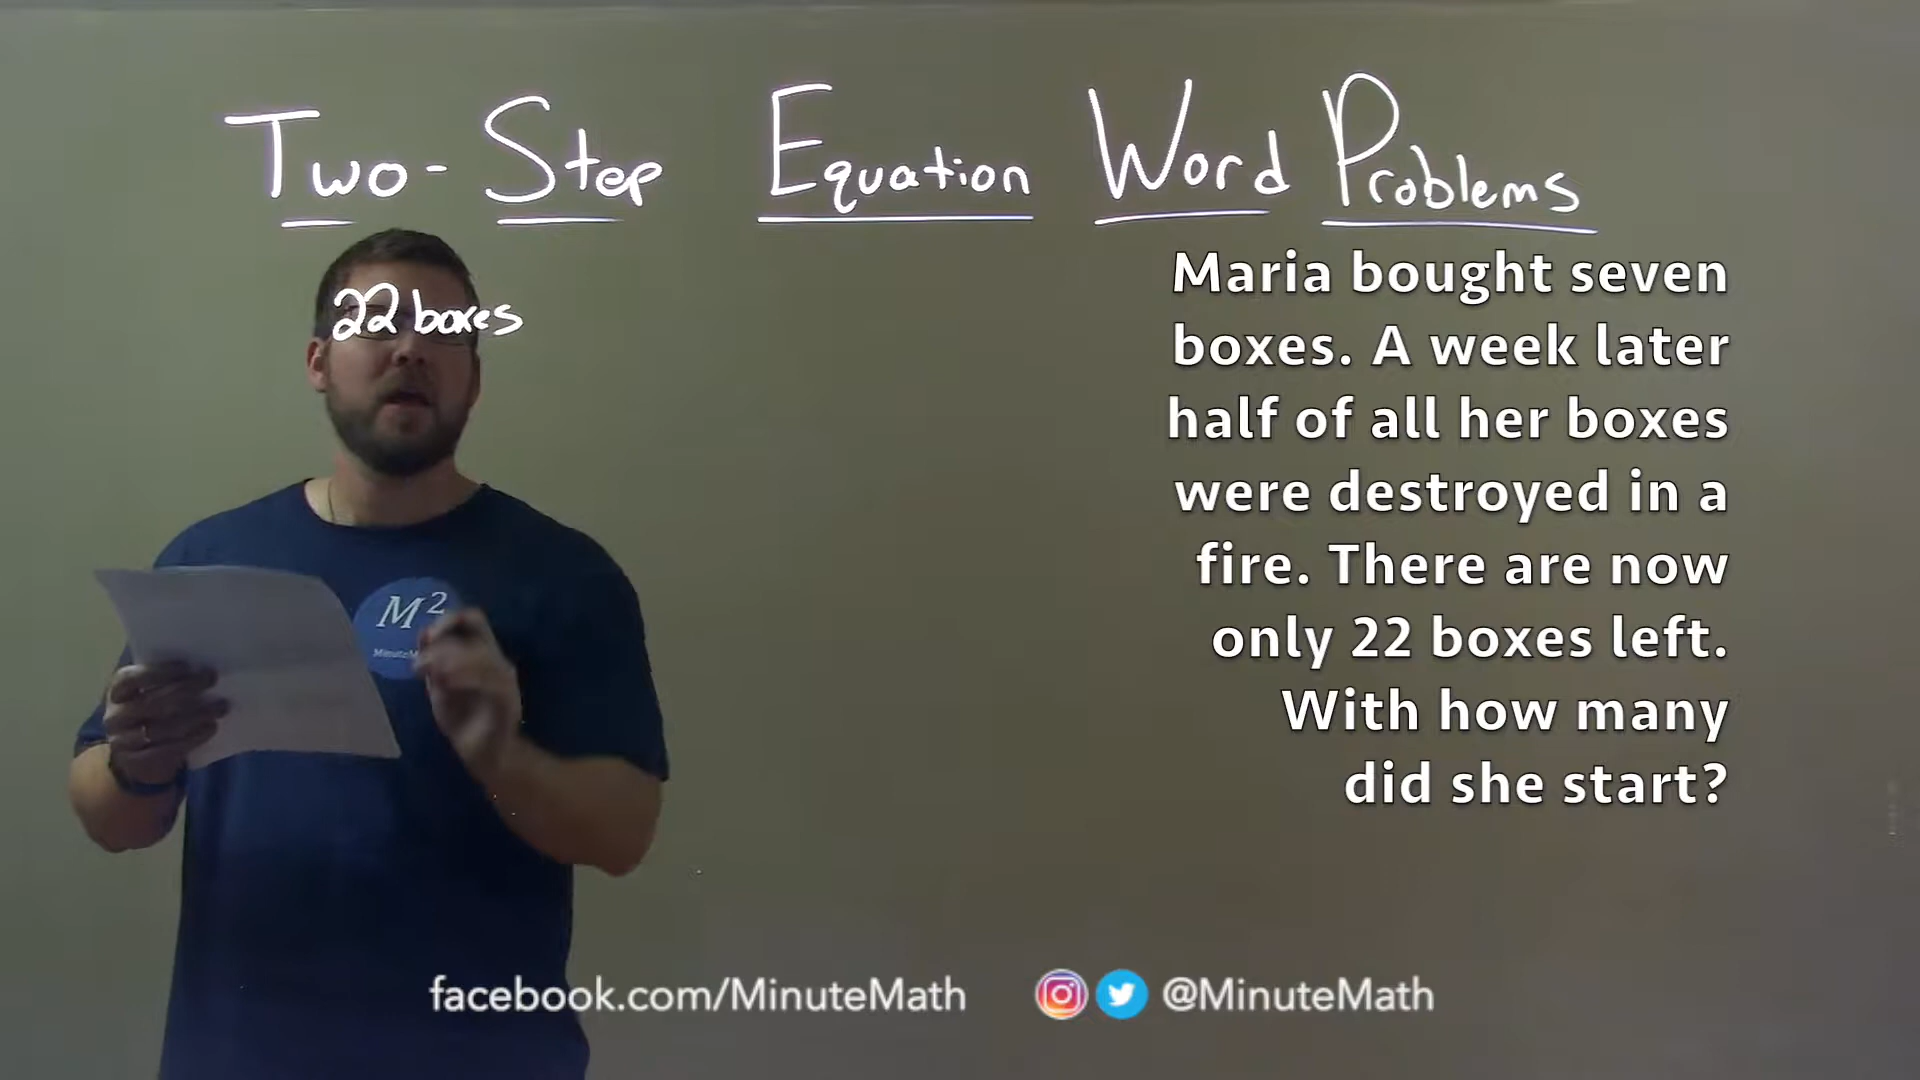 Two-Step Equation Word Problems
22 boxes
Maria bought seven
boxes. A week later
half of all her boxes
were destroyed in a
fire. There are now
only 22 boxes left.
With how many
did she start?
M²
facebook.com/MinuteMath @MinuteMath